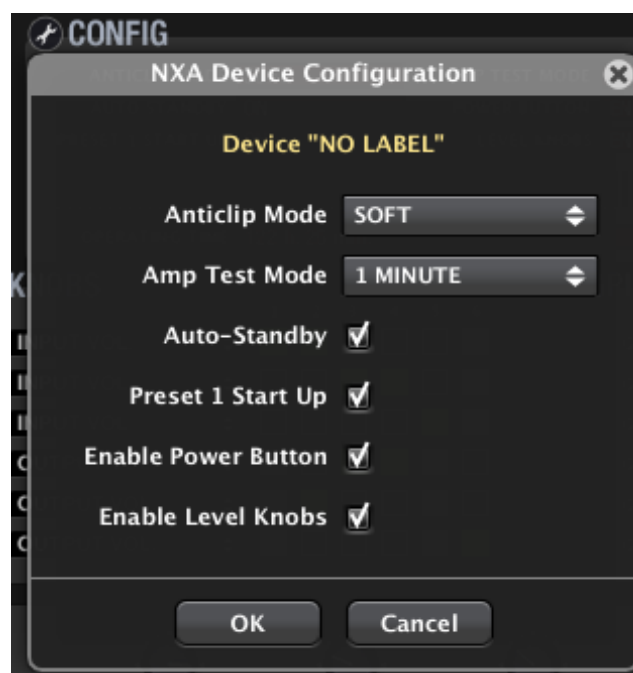 CONFIG
NXA Device Configuration
Device "NO LABEL"
Anticlip Mode SOFT
Amp Test Mode 1 MINUTE
Auto-Standby
Preset 1 Start Up
Enable Power Button
Enable Level Knobs
OK Cancel